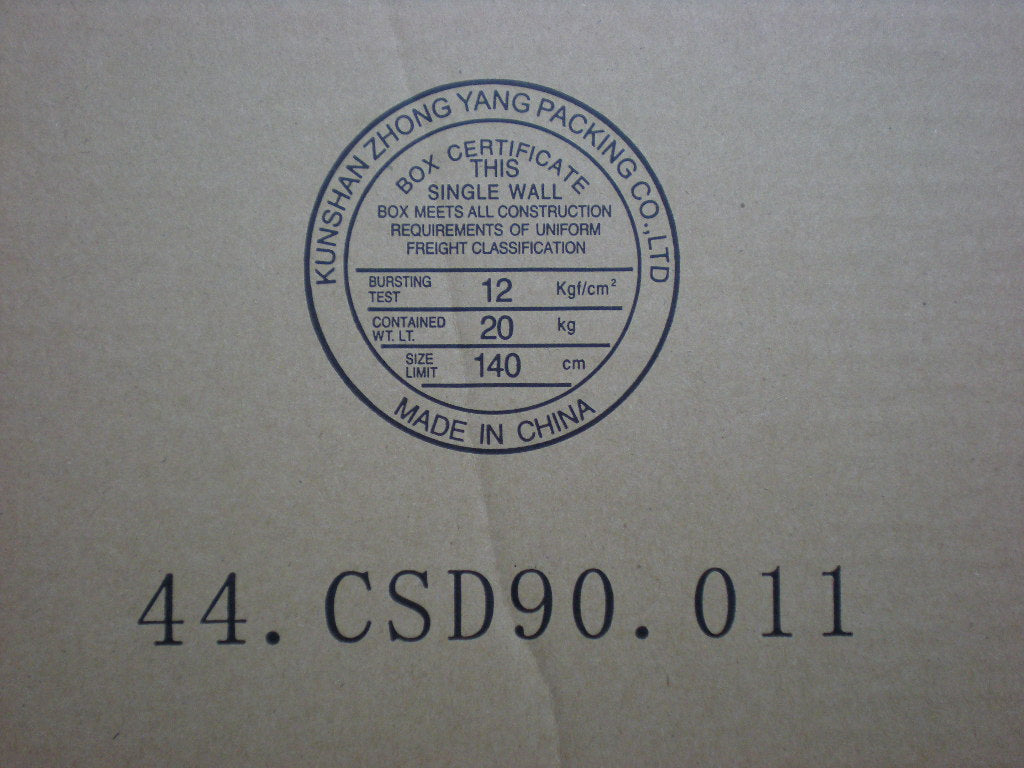 KUNSHAN ZHONG YANG PACKING CO.,LTD
BOX CERTIFICATE
THIS
SINGLE WALL
BOX MEETS ALL CONSTRUCTION
REQUIREMENTS OF UNIFORM
FREIGHT CLASSIFICATION
BURSTING TEST 12 Kgf/cm²
CONTAINED WT. LT. 20 kg
SIZE LIMIT 140 cm
MADE IN CHINA
44.CSD90.011